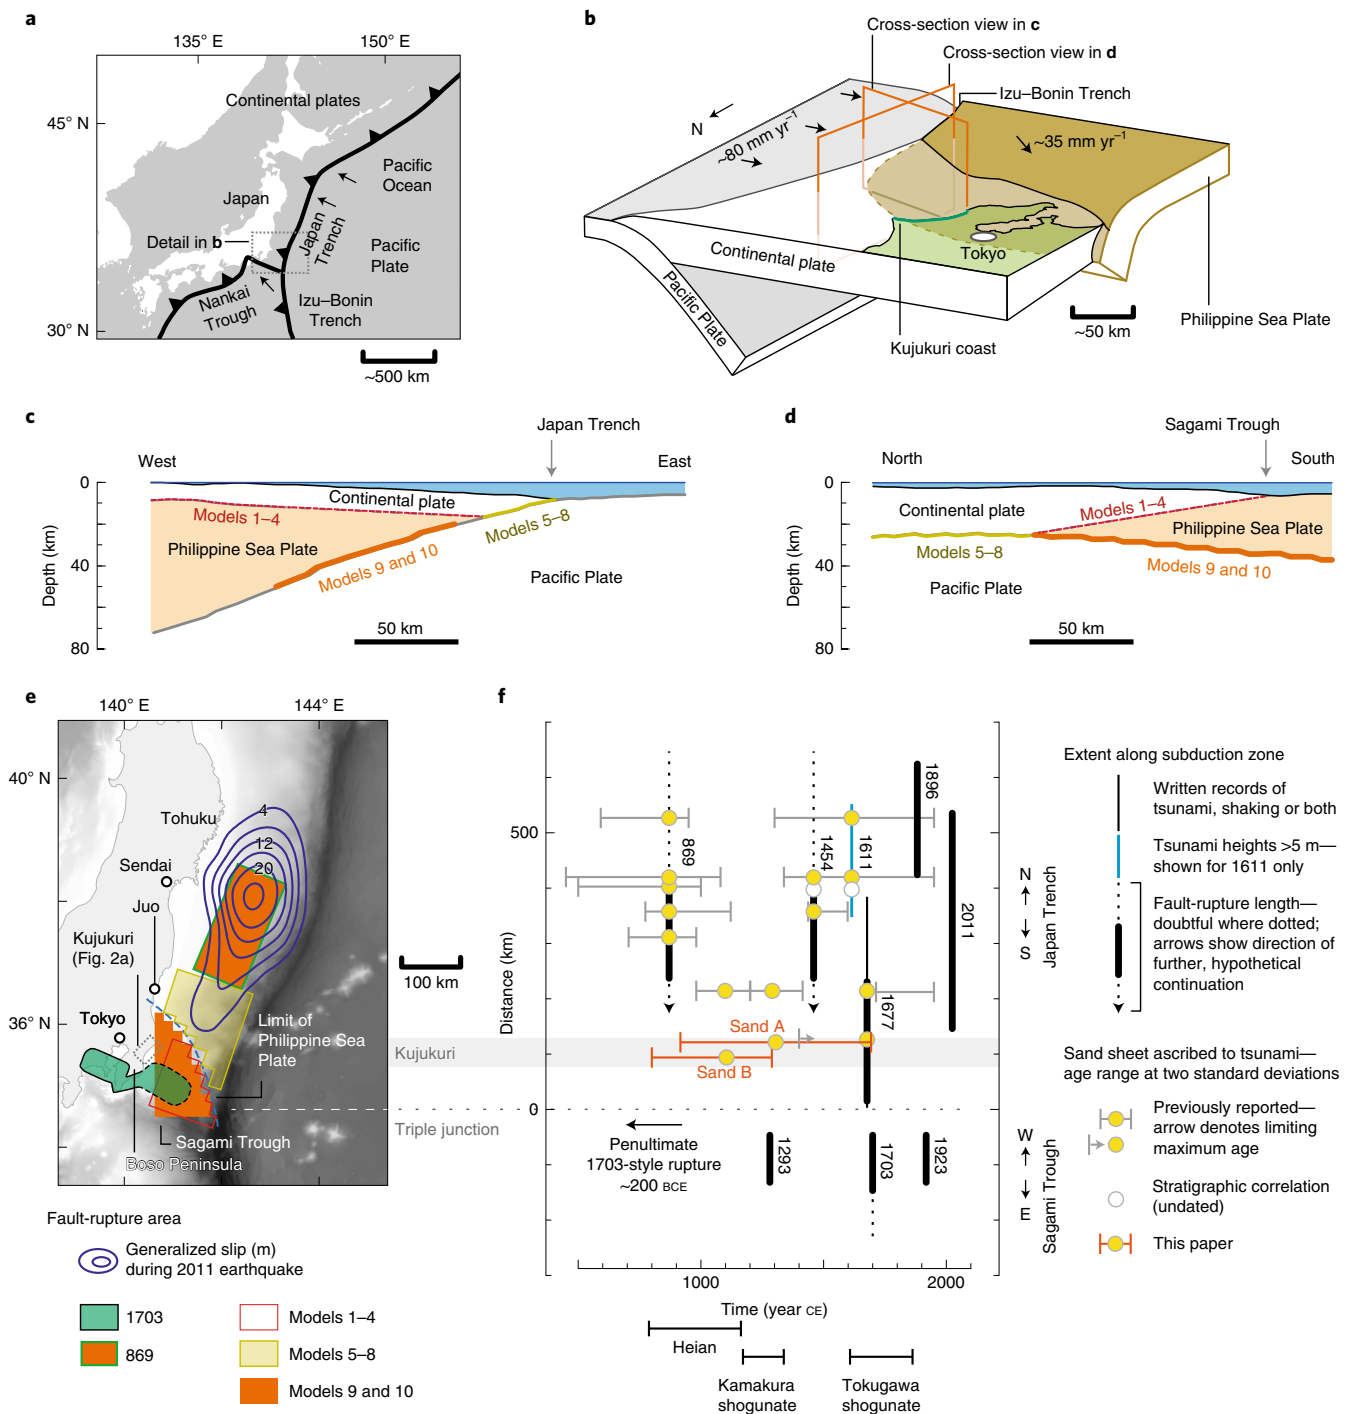 a
135° E
150° E
45° N
30° N
Continental plates
Pacific
Ocean
Japan
Japan
Trench
Detail in b
Pacific
Plate
Nankai
Trough
Izu–Bonin
Trench
~500 km
b
Cross-section view in c
Cross-section view in d
Izu–Bonin Trench
N
~80 mm yr⁻¹
~35 mm yr⁻¹
Continental plate
Pacific Plate
Tokyo
~50 km
Kujukuri coast
Philippine Sea Plate
c
Japan Trench
West
East
0
20
40
60
80
Depth (km)
Continental plate
Models 1–4
Philippine Sea Plate
Models 5–8
Models 9 and 10
Pacific Plate
50 km
d
Sagami Trough
North
South
0
20
40
60
80
Depth (km)
Continental plate
Models 1–4
Philippine Sea Plate
Models 5–8
Models 9 and 10
Pacific Plate
50 km
e
140° E
144° E
40° N
36° N
Tohuku
4
12
20
Sendai
Juo
Kujukuri
(Fig. 2a)
Tokyo
Limit of
Philippine Sea
Plate
Sagami Trough
Boso Peninsula
100 km
Kujukuri
Triple junction
Fault-rupture area
Generalized slip (m)
during 2011 earthquake
1703
869
Models 1–4
Models 5–8
Models 9 and 10
f
Distance (km)
500
0
869
1454
1611
1896
2011
1677
Sand A
Sand B
Penultimate
1703-style rupture
~200 BCE
1293
1703
1923
1000
2000
Time (year CE)
Heian
Kamakura
shogunate
Tokugawa
shogunate
N
S
Japan Trench
W
E
Sagami Trough
Extent along subduction zone
Written records of
tsunami, shaking or both
Tsunami heights >5 m—
shown for 1611 only
Fault-rupture length—
doubtful where dotted;
arrows show direction of
further, hypothetical
continuation
Sand sheet ascribed to tsunami—
age range at two standard deviations
Previously reported—
arrow denotes limiting
maximum age
Stratigraphic correlation
(undated)
This paper